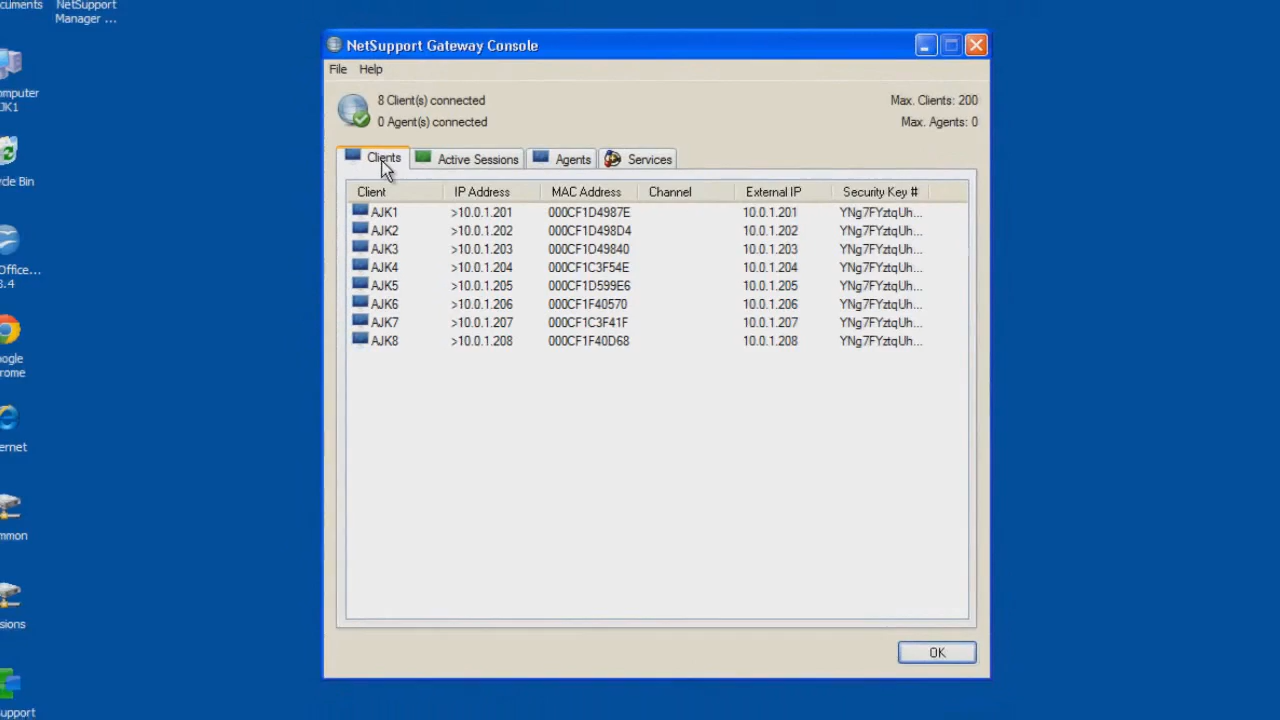 cuments
NetSupport
Manager ...
NetSupport Gateway Console
File Help
8 Client(s) connected
Max. Clients: 200
0 Agent(s) connected
Max. Agents: 0
omputer
JK1
Clients Active Sessions Agents Services
cle Bin
Client IP Address MAC Address Channel External IP Security Key #
AJK1 >10.0.1.201 000CF1D4987E 10.0.1.201 YNg7FYztqUh...
AJK2 >10.0.1.202 000CF1D498D4 10.0.1.202 YNg7FYztqUh...
AJK3 >10.0.1.203 000CF1D49840 10.0.1.203 YNg7FYztqUh...
AJK4 >10.0.1.204 000CF1C3F54E 10.0.1.204 YNg7FYztqUh...
AJK5 >10.0.1.205 000CF1D599E6 10.0.1.205 YNg7FYztqUh...
AJK6 >10.0.1.206 000CF1F40570 10.0.1.206 YNg7FYztqUh...
AJK7 >10.0.1.207 000CF1C3F41F 10.0.1.207 YNg7FYztqUh...
AJK8 >10.0.1.208 000CF1F40D68 10.0.1.208 YNg7FYztqUh...
Office...
3.4
ogle
rome
ernet
mmon
sions
OK
upport